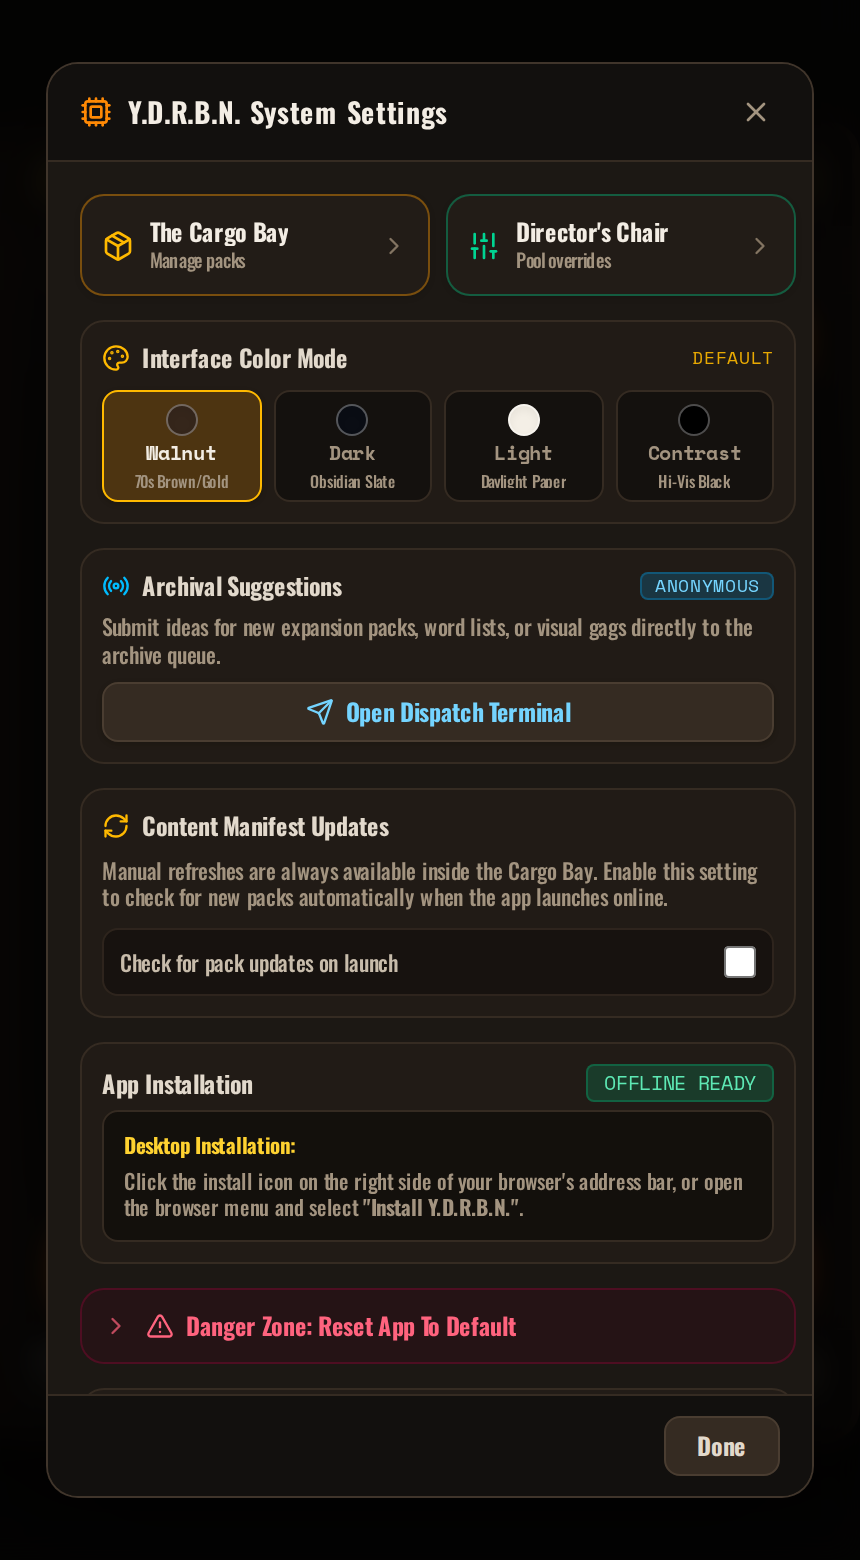 Y.D.R.B.N. System Settings
The Cargo Bay
Manage packs
Director's Chair
Pool overrides
Interface Color Mode
DEFAULT
Walnut
70s Brown/Gold
Dark
Obsidian Slate
Light
Daylight Paper
Contrast
Hi-Vis Black
Archival Suggestions
ANONYMOUS
Submit ideas for new expansion packs, word lists, or visual gags directly to the
archive queue.
Open Dispatch Terminal
Content Manifest Updates
Manual refreshes are always available inside the Cargo Bay. Enable this setting
to check for new packs automatically when the app launches online.
Check for pack updates on launch
App Installation
OFFLINE READY
Desktop Installation:
Click the install icon on the right side of your browser's address bar, or open
the browser menu and select "Install Y.D.R.B.N.".
Danger Zone: Reset App To Default
Done